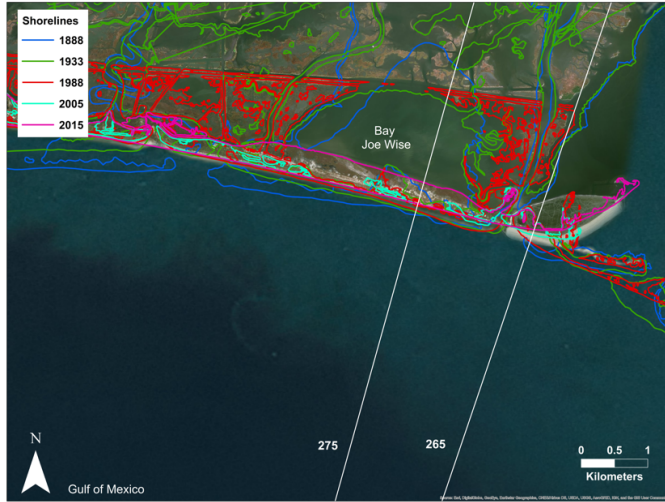 Shorelines
1888
1933
1988
2005
2015
Bay
Joe Wise
275
265
N
Gulf of Mexico
0 0.5 1
Kilometers